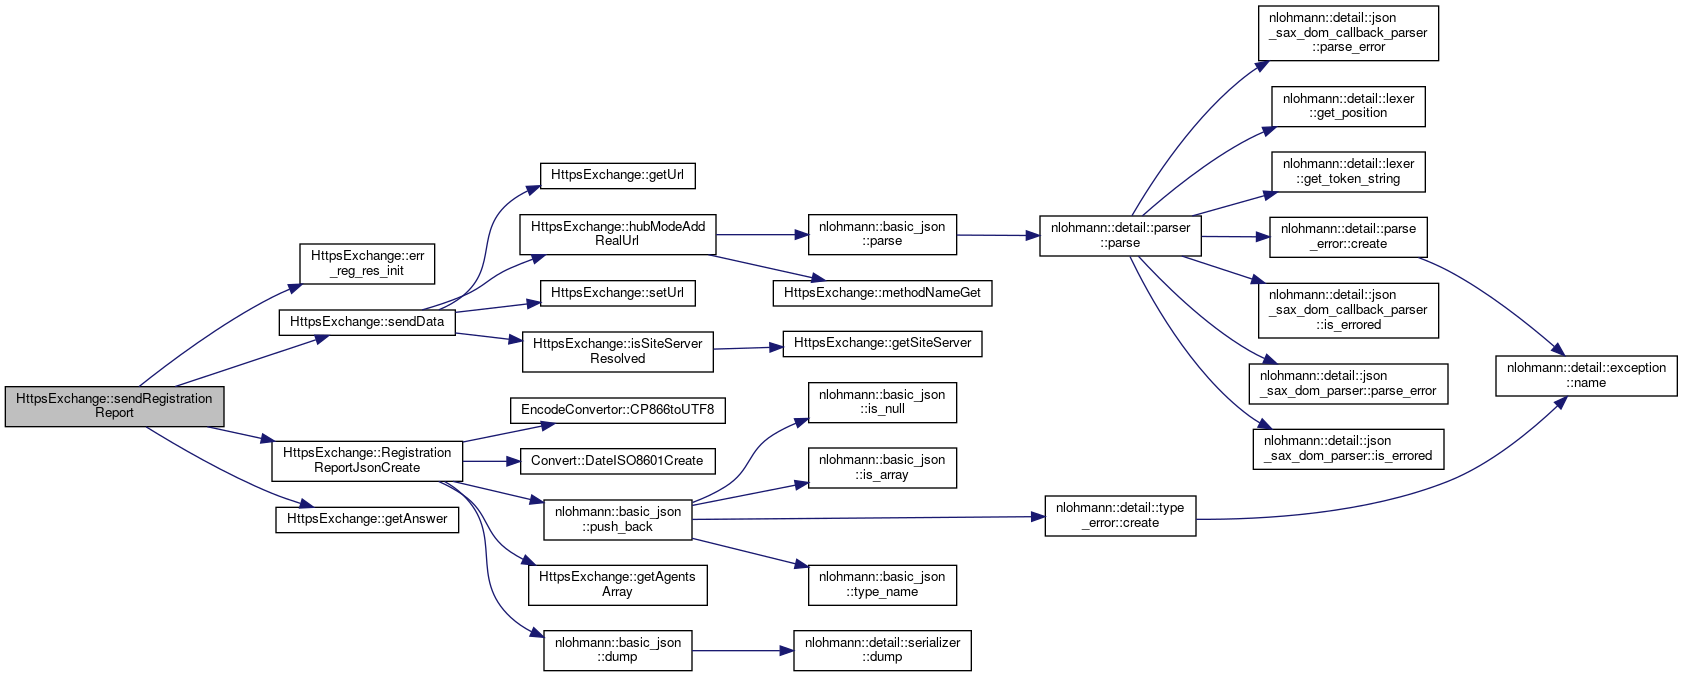 HttpsExchange::sendRegistration
Report
HttpsExchange::err
_reg_res_init
HttpsExchange::sendData
HttpsExchange::Registration
ReportJsonCreate
HttpsExchange::getAnswer
HttpsExchange::getUrl
HttpsExchange::hubModeAdd
RealUrl
HttpsExchange::setUrl
HttpsExchange::isSiteServer
Resolved
EncodeConvertor::CP866toUTF8
Convert::DateISO8601Create
nlohmann::basic_json
::push_back
HttpsExchange::getAgents
Array
nlohmann::basic_json
::dump
nlohmann::basic_json
::parse
HttpsExchange::methodNameGet
HttpsExchange::getSiteServer
nlohmann::basic_json
::is_null
nlohmann::basic_json
::is_array
nlohmann::basic_json
::type_name
nlohmann::detail::serializer
::dump
nlohmann::detail::parser
::parse
nlohmann::detail::type
_error::create
nlohmann::detail::json
_sax_dom_callback_parser
::parse_error
nlohmann::detail::lexer
::get_position
nlohmann::detail::lexer
::get_token_string
nlohmann::detail::parse
_error::create
nlohmann::detail::json
_sax_dom_callback_parser
::is_errored
nlohmann::detail::json
_sax_dom_parser::parse_error
nlohmann::detail::json
_sax_dom_parser::is_errored
nlohmann::detail::exception
::name